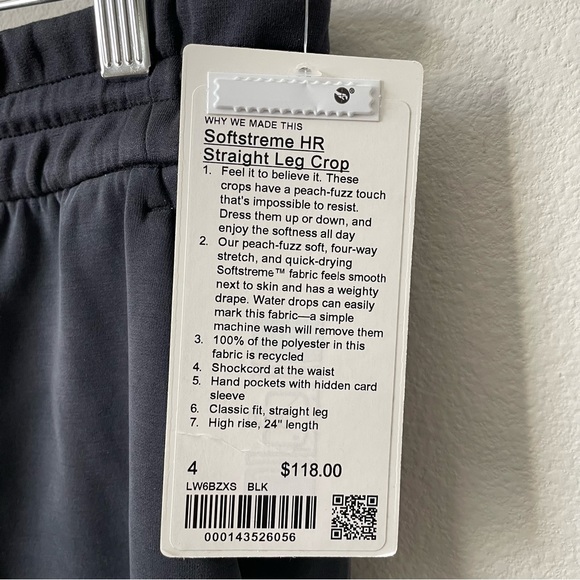 WHY WE MADE THIS
Softstreme HR
Straight Leg Crop
1. Feel it to believe it. These
crops have a peach-fuzz touch
that's impossible to resist.
Dress them up or down, and
enjoy the softness all day
2. Our peach-fuzz soft, four-way
stretch, and quick-drying
Softstreme™ fabric feels smooth
next to skin and has a weighty
drape. Water drops can easily
mark this fabric—a simple
machine wash will remove them
3. 100% of the polyester in this
fabric is recycled
4. Shockcord at the waist
5. Hand pockets with hidden card
sleeve
6. Classic fit, straight leg
7. High rise, 24" length
4 $118.00
LW6BZXS BLK
000143526056